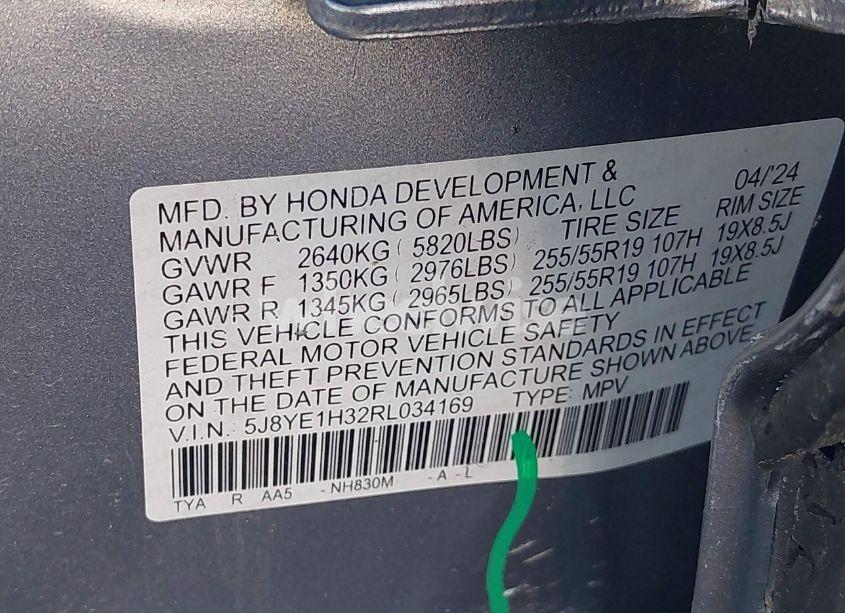 MFD. BY HONDA DEVELOPMENT & 04/'24
MANUFACTURING OF AMERICA, LLC RIM SIZE
GVWR 2640KG ( 5820LBS) TIRE SIZE
GAWR F 1350KG ( 2976LBS) 255/55R19 107H 19X8.5J
GAWR R 1345KG ( 2965LBS) 255/55R19 107H 19X8.5J
THIS VEHICLE CONFORMS TO ALL APPLICABLE
FEDERAL MOTOR VEHICLE SAFETY
AND THEFT PREVENTION STANDARDS IN EFFECT
ON THE DATE OF MANUFACTURE SHOWN ABOVE.
V.I.N.: 5J8YE1H32RL034169 TYPE: MPV
TYA R AA5 -NH830M -A -L